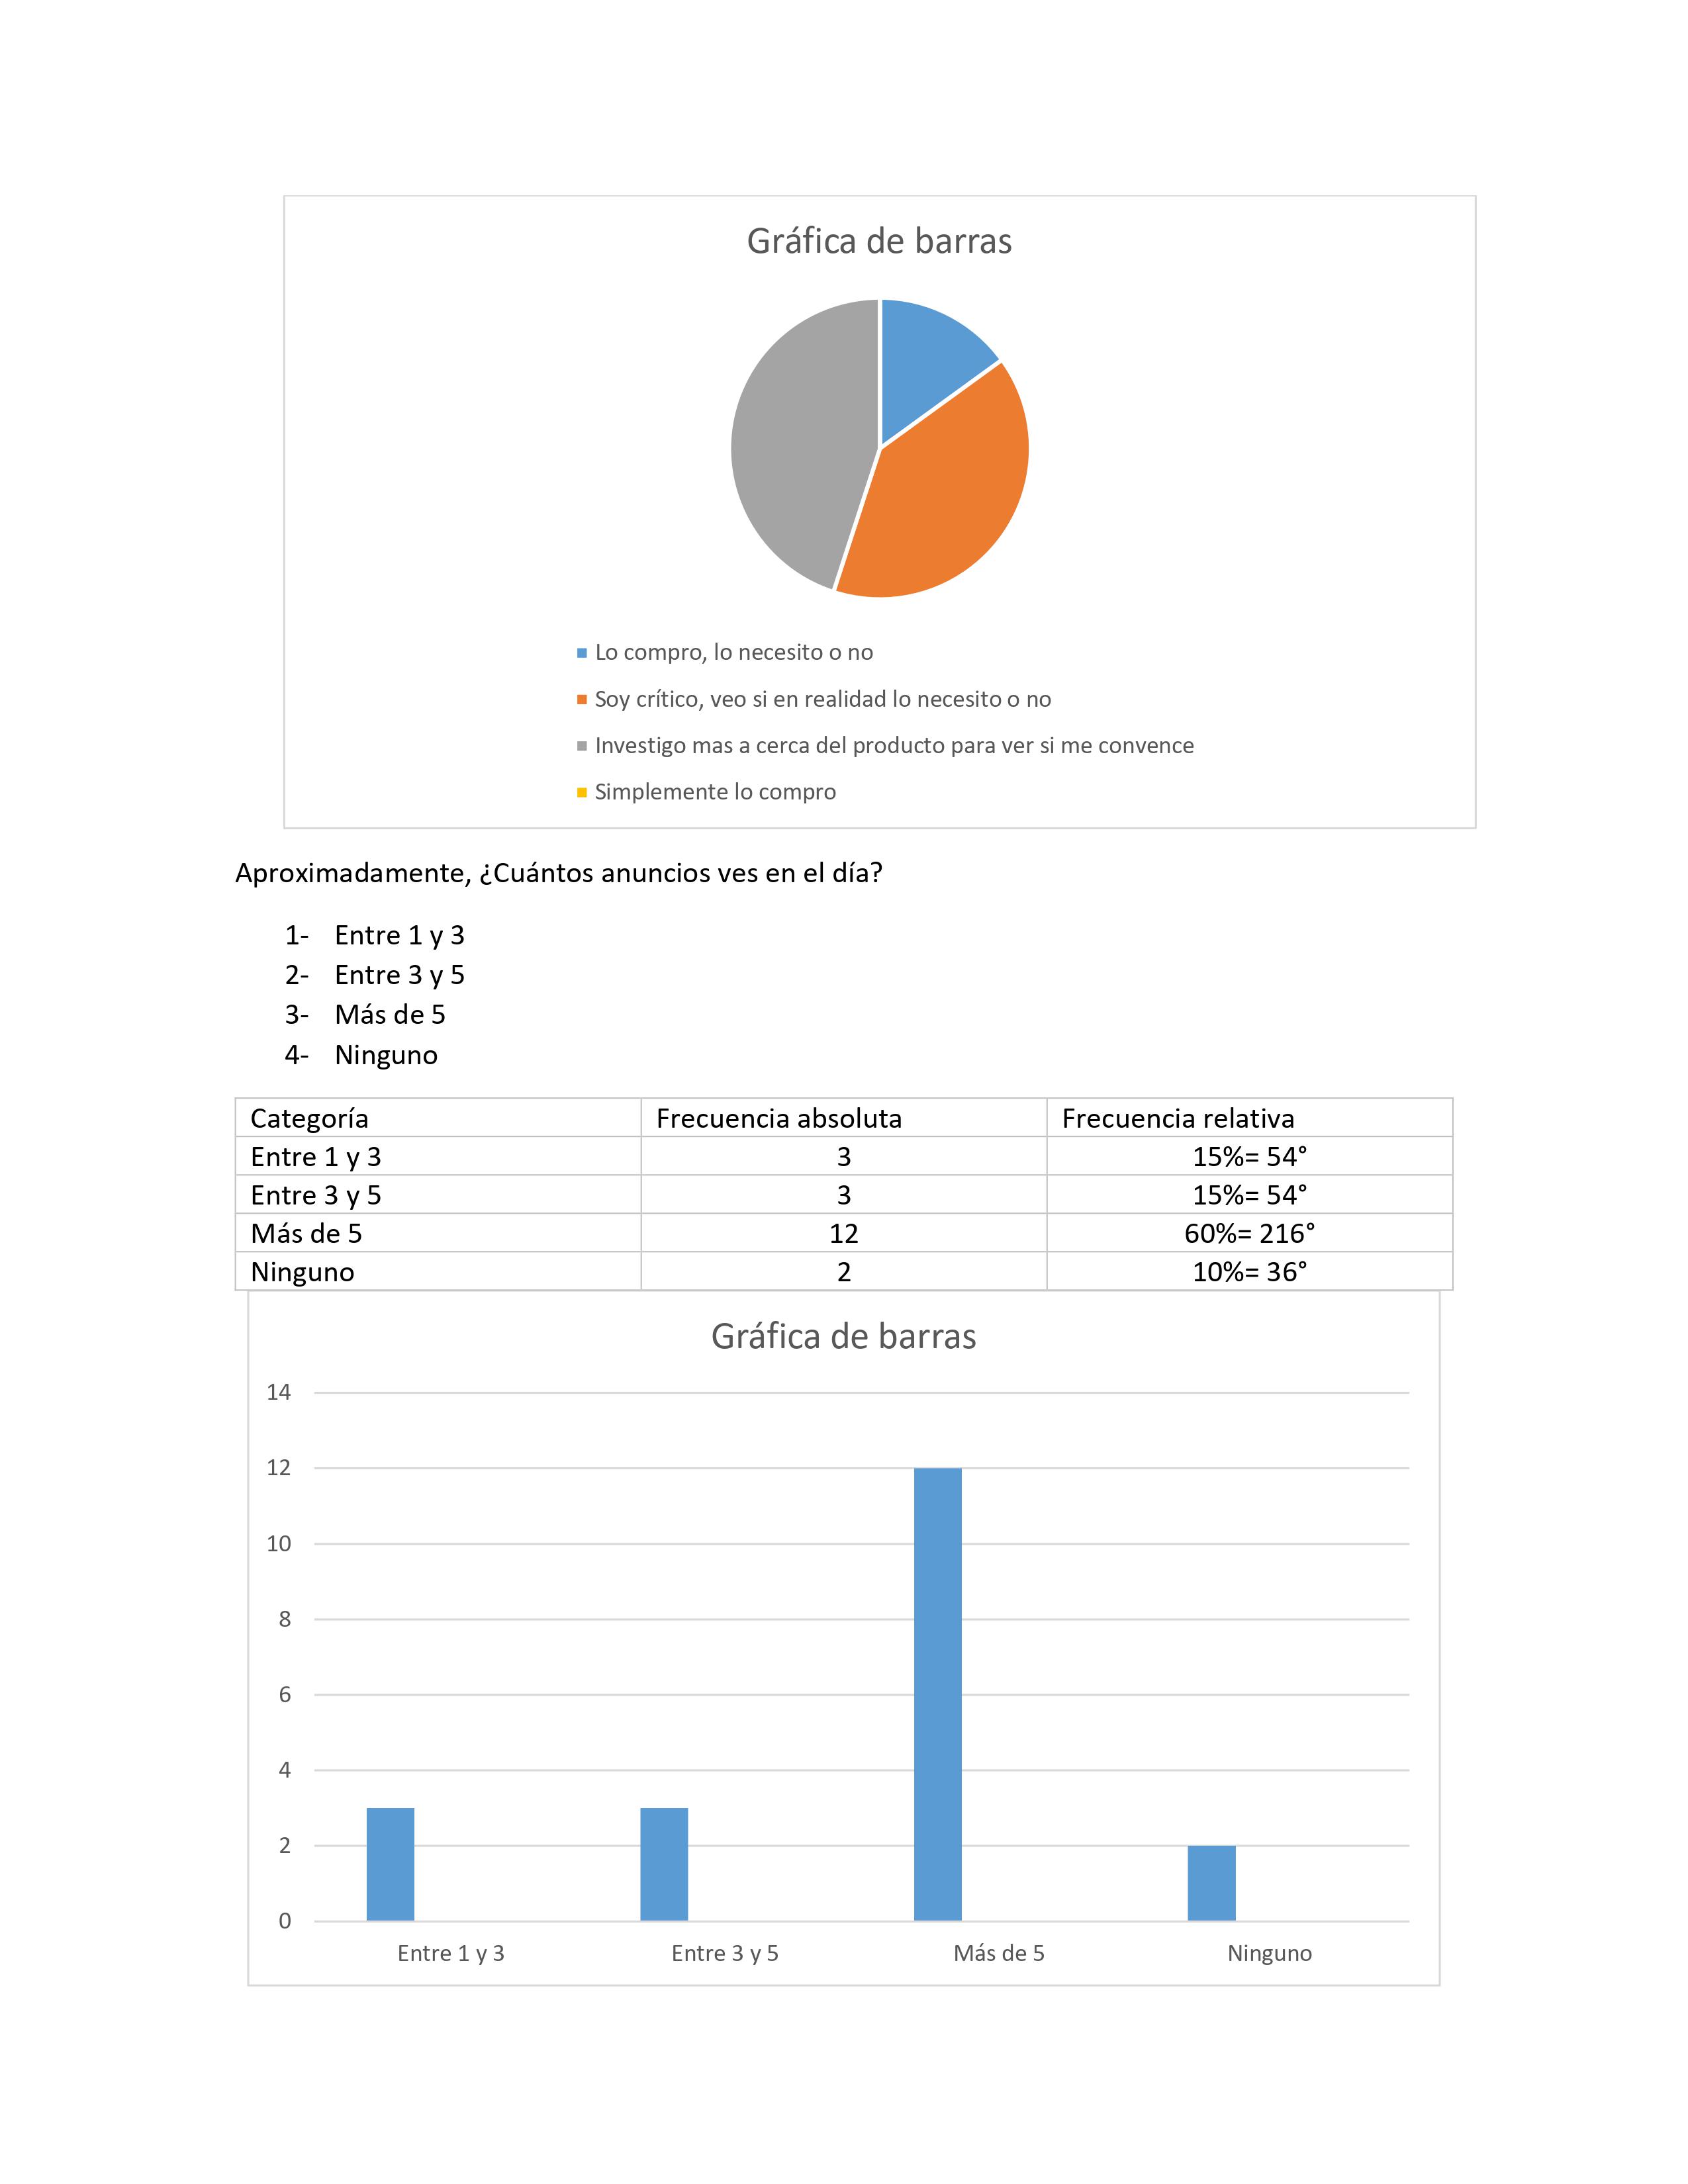 Gráfica de barras
Lo compro, lo necesito o no
Soy crítico, veo si en realidad lo necesito o no
Investigo mas a cerca del producto para ver si me convence
Simplemente lo compro
Aproximadamente, ¿Cuántos anuncios ves en el día?
1- Entre 1 y 3
2- Entre 3 y 5
3- Más de 5
4- Ninguno
Categoría Frecuencia absoluta Frecuencia relativa
Entre 1 y 3 3 15%= 54°
Entre 3 y 5 3 15%= 54°
Más de 5 12 60%= 216°
Ninguno 2 10%= 36°
Gráfica de barras
14
12
10
8
6
4
2
0
Entre 1 y 3 Entre 3 y 5 Más de 5 Ninguno